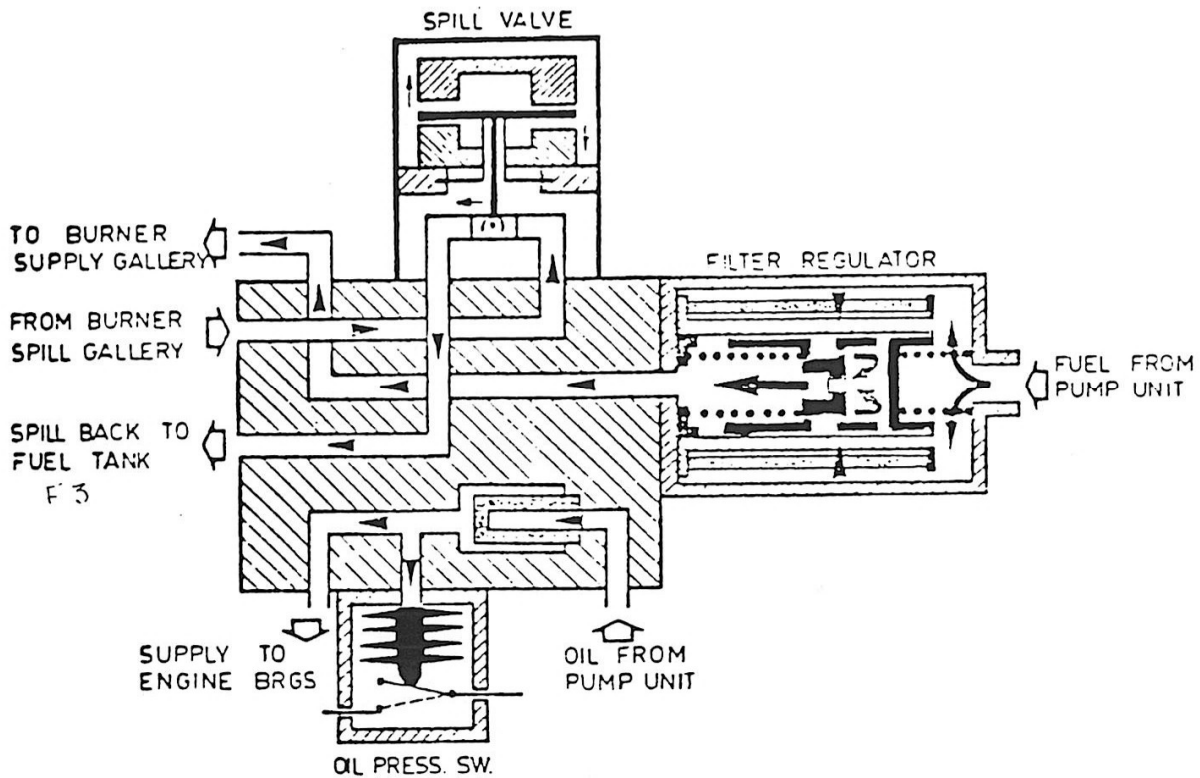 SPILL VALVE
TO BURNER
SUPPLY GALLERY
FILTER REGULATOR
FROM BURNER
SPILL GALLERY
FUEL FROM
PUMP UNIT
SPILL BACK TO
FUEL TANK
F 3
SUPPLY TO
ENGINE BRGS
OIL FROM
PUMP UNIT
OIL PRESS. SW.